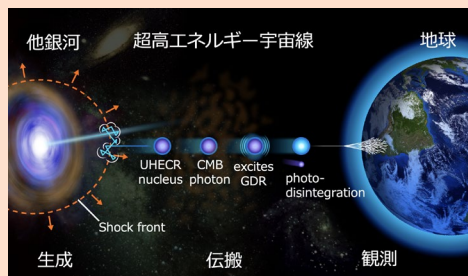 他銀河
超高エネルギー宇宙線
地球
UHECR
nucleus
CMB
photon
excites
GDR
photo-
disintegration
Shock front
生成
伝搬
観測